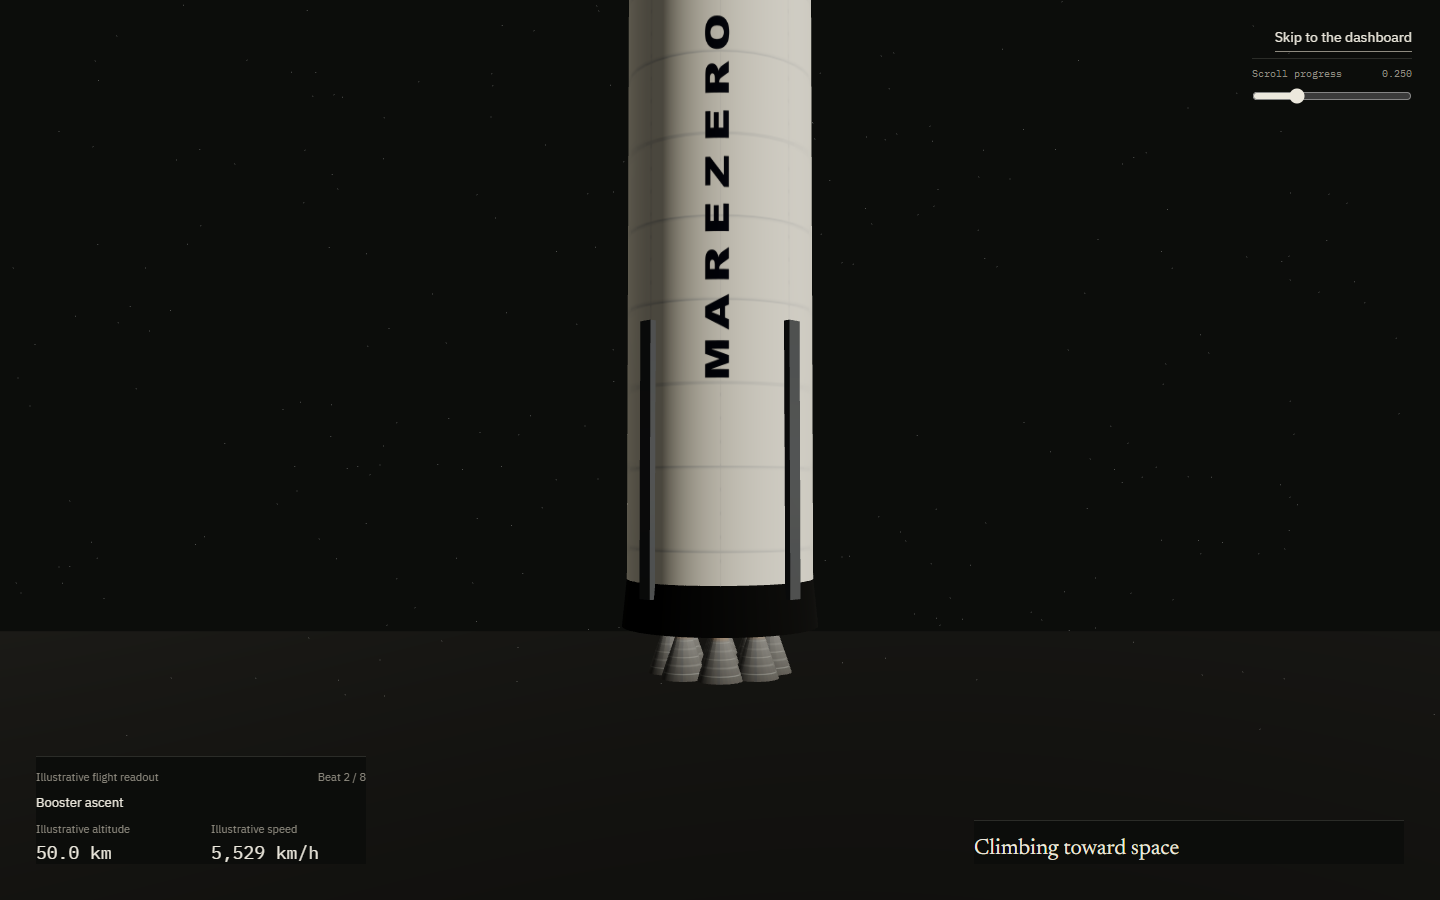 MAREZERO
Skip to the dashboard
Scroll progress 0.250
Illustrative flight readout Beat 2 / 8
Booster ascent
Illustrative altitude Illustrative speed
50.0 km 5,529 km/h
Climbing toward space